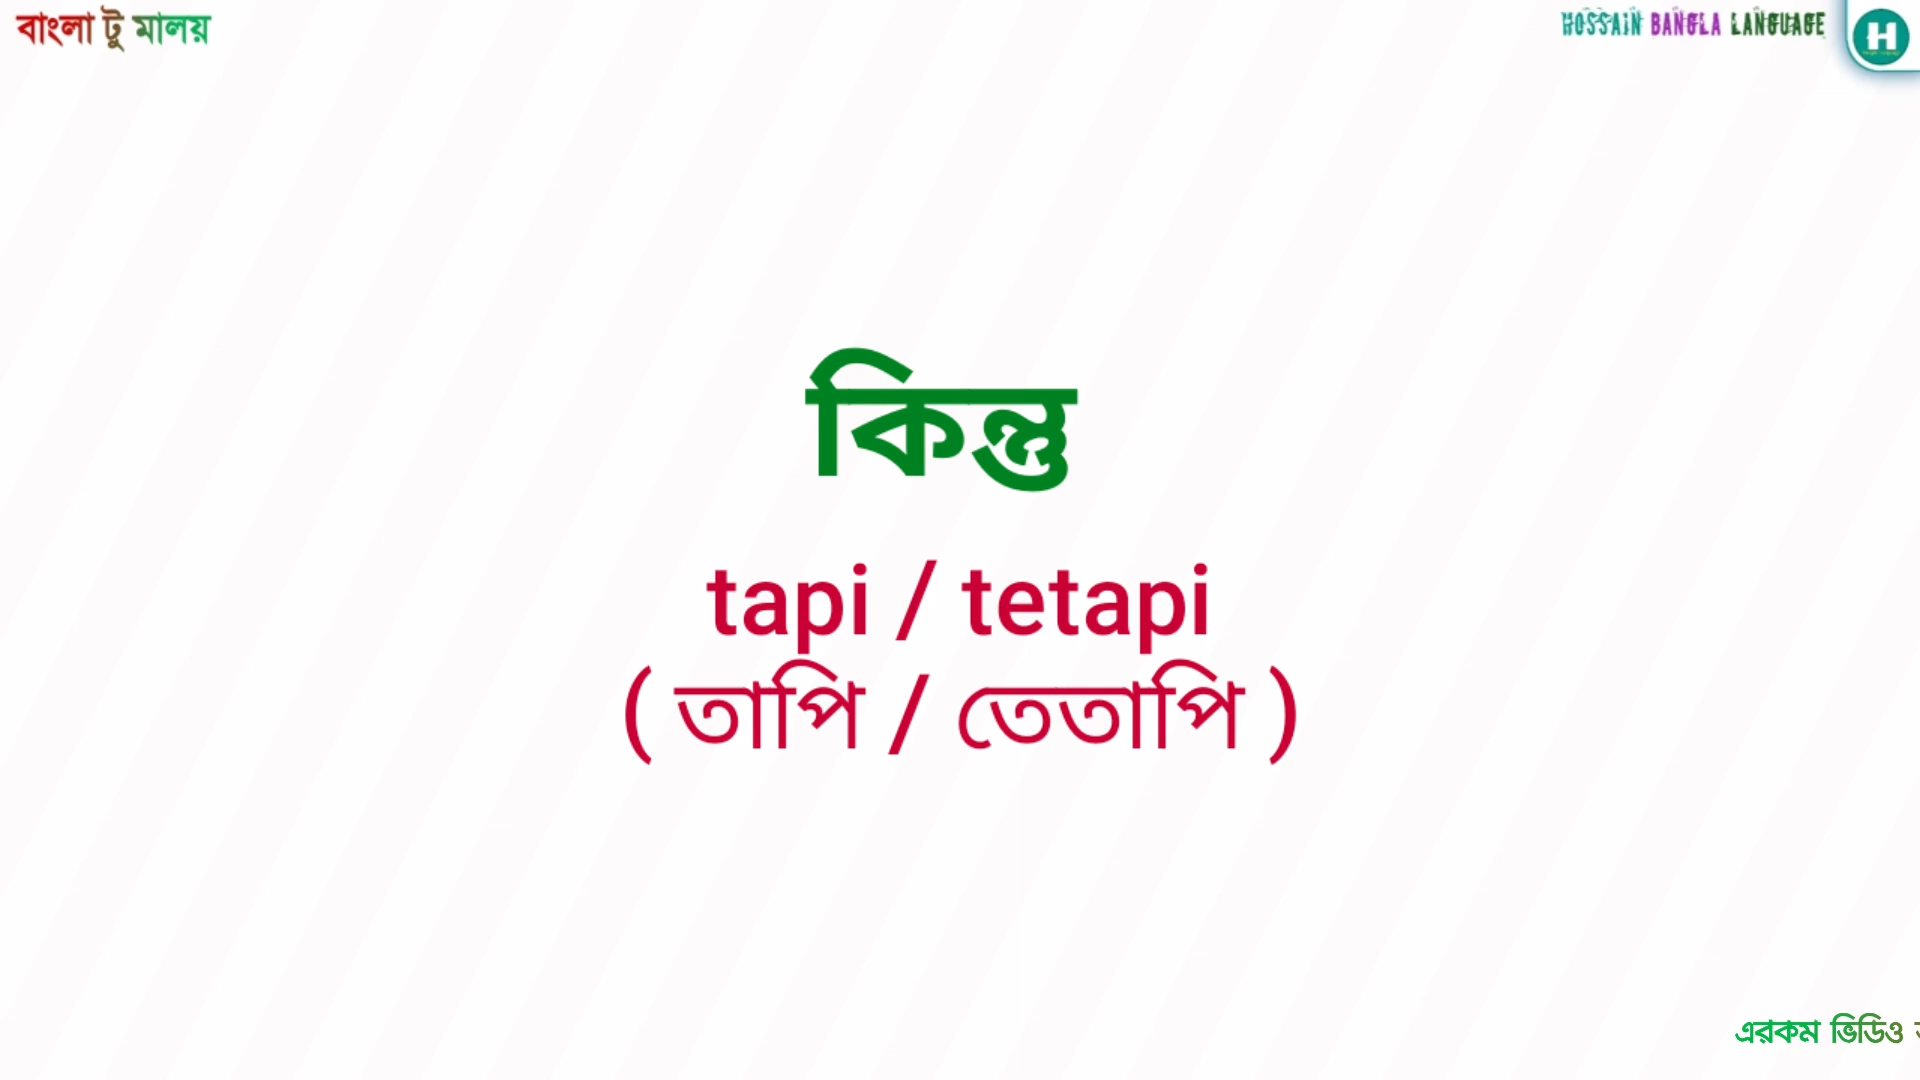 বাংলা টু মালয়
HOSSAIN BANGLA LANGUAGE
H
কিন্তু
tapi / tetapi
( তাপি / তেতাপি )
এরকম ভিডিও